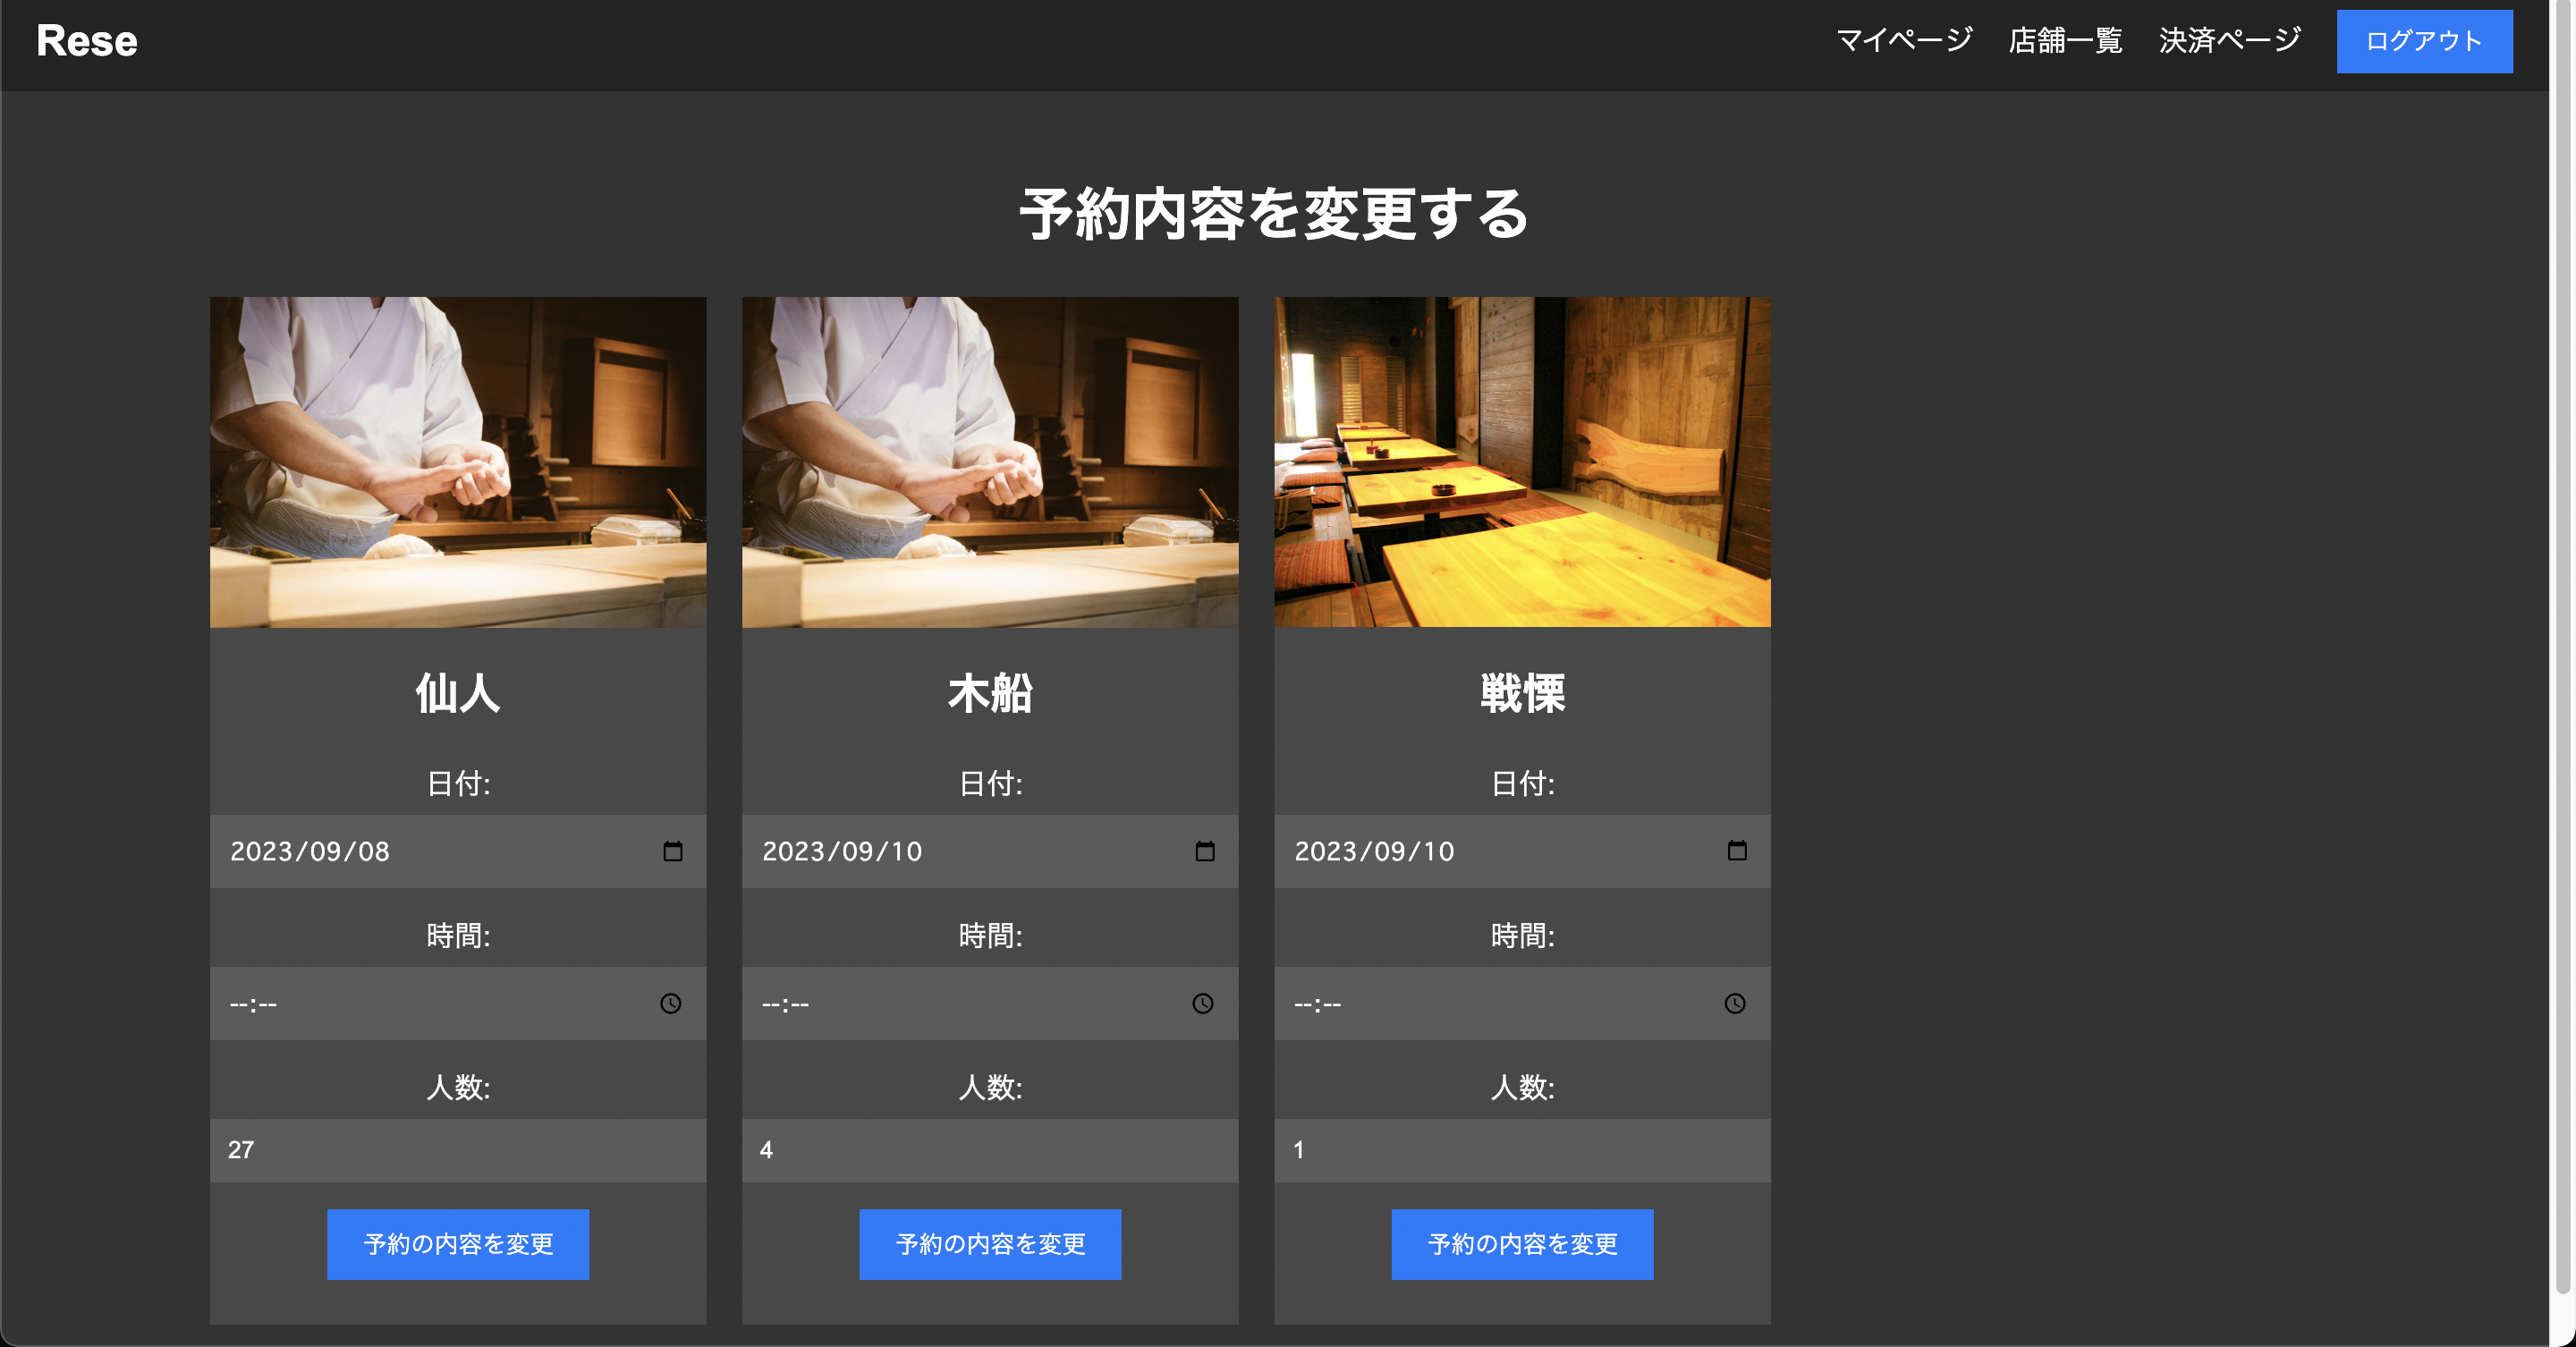 Rese
マイページ 店舗一覧 決済ページ ログアウト
予約内容を変更する
仙人
日付:
2023/09/08
時間:
--:--
人数:
27
予約の内容を変更
木船
日付:
2023/09/10
時間:
--:--
人数:
4
予約の内容を変更
戦慄
日付:
2023/09/10
時間:
--:--
人数:
1
予約の内容を変更